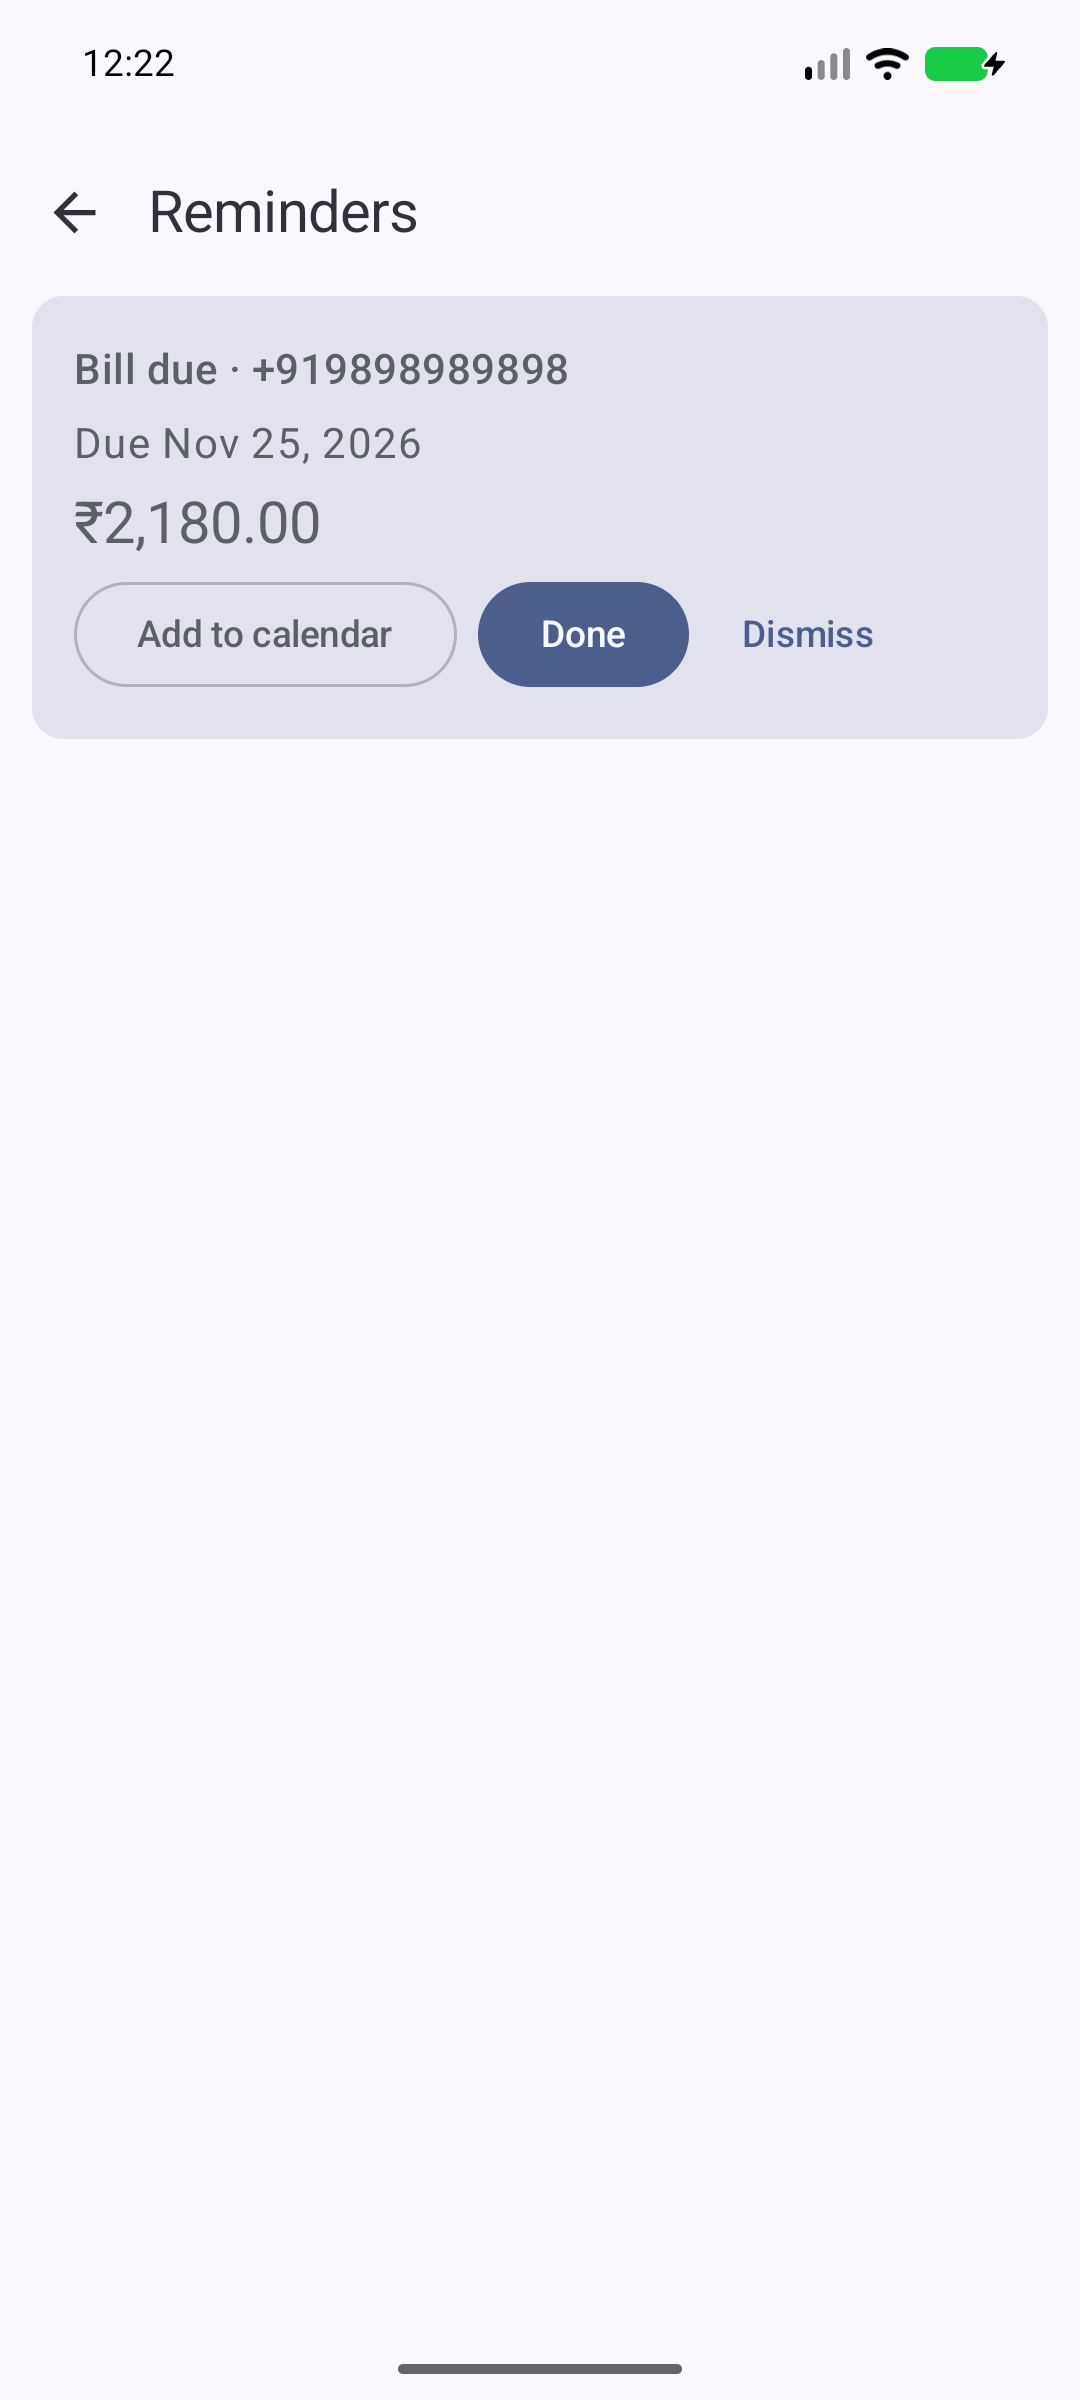 12:22
Reminders
Bill due · +919898989898
Due Nov 25, 2026
₹2,180.00
Add to calendar Done Dismiss